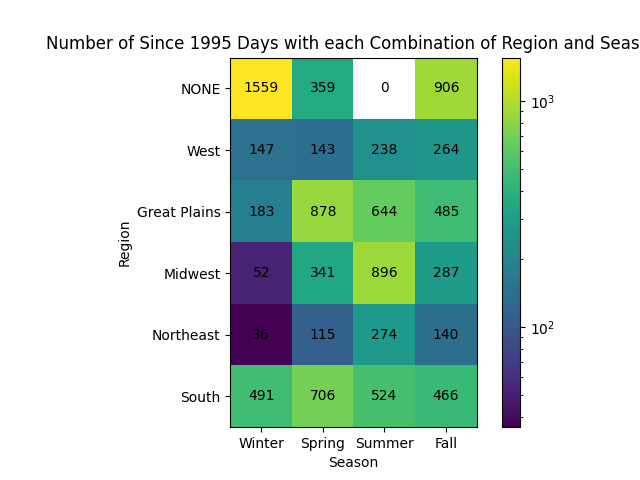 Number of Since 1995 Days with each Combination of Region and Seas
NONE 1559 359 0 906
West 147 143 238 264
Great Plains 183 878 644 485
Midwest 52 341 896 287
Northeast 36 115 274 140
South 491 706 524 466
Winter Spring Summer Fall
Season
Region
10³
10²